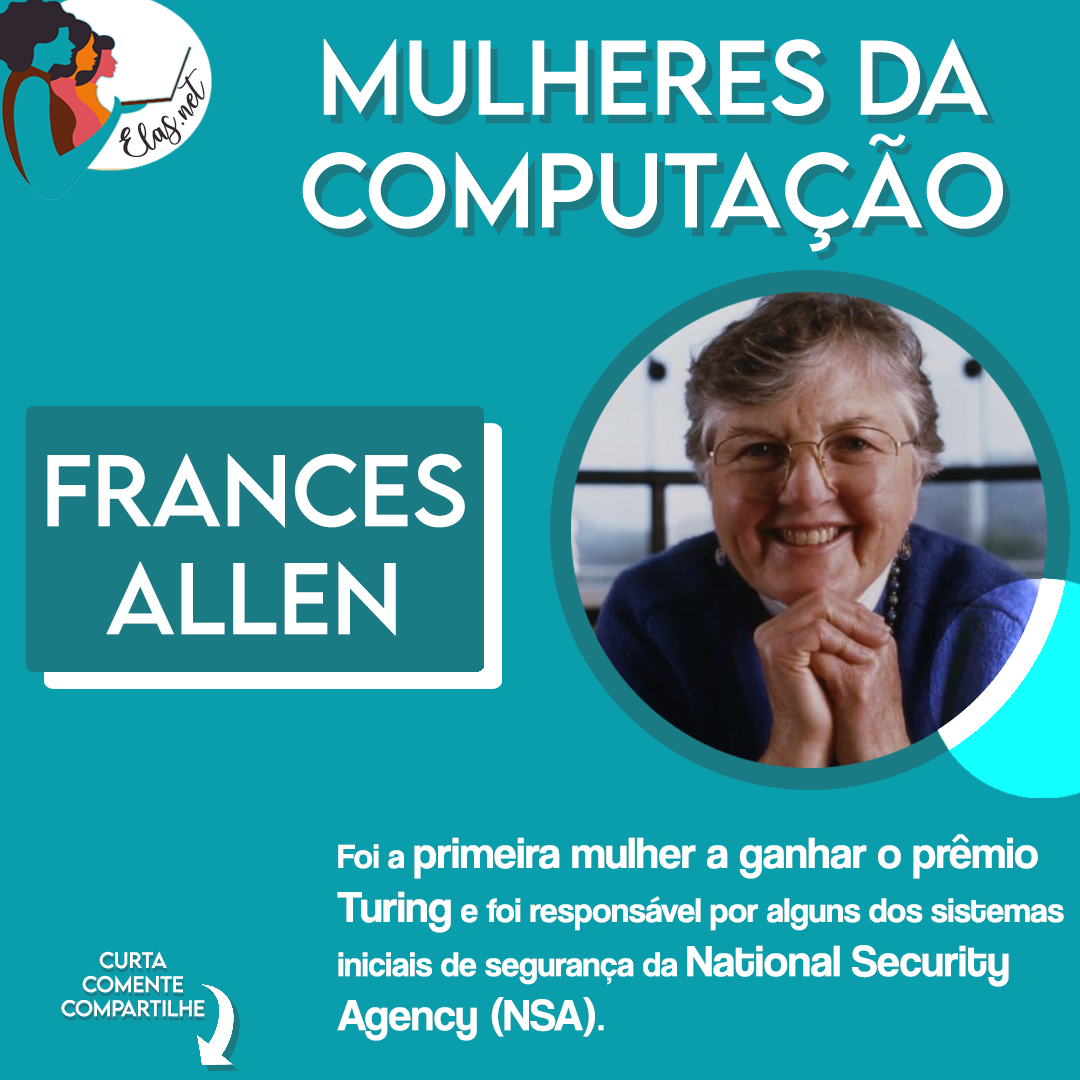 Elas.net
MULHERES DA
COMPUTAÇÃO
FRANCES
ALLEN
Foi a primeira mulher a ganhar o prêmio
Turing e foi responsável por alguns dos sistemas
iniciais de segurança da National Security
Agency (NSA).
CURTA
COMENTE
COMPARTILHE